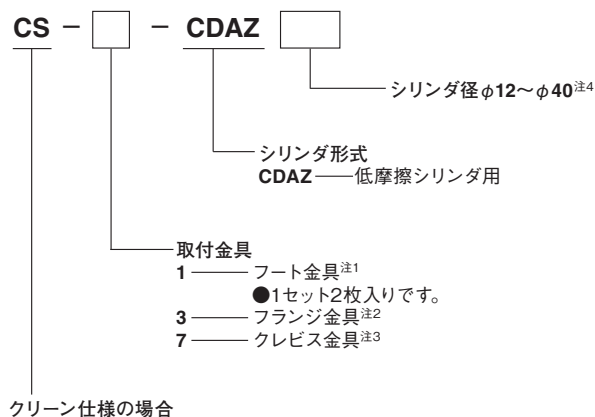 CS － □ － CDAZ □
シリンダ径φ12～φ40注4
シリンダ形式
CDAZ──低摩擦シリンダ用
取付金具
1──フート金具注1
●1セット2枚入りです。
3──フランジ金具注2
7──クレビス金具注3
クリーン仕様の場合